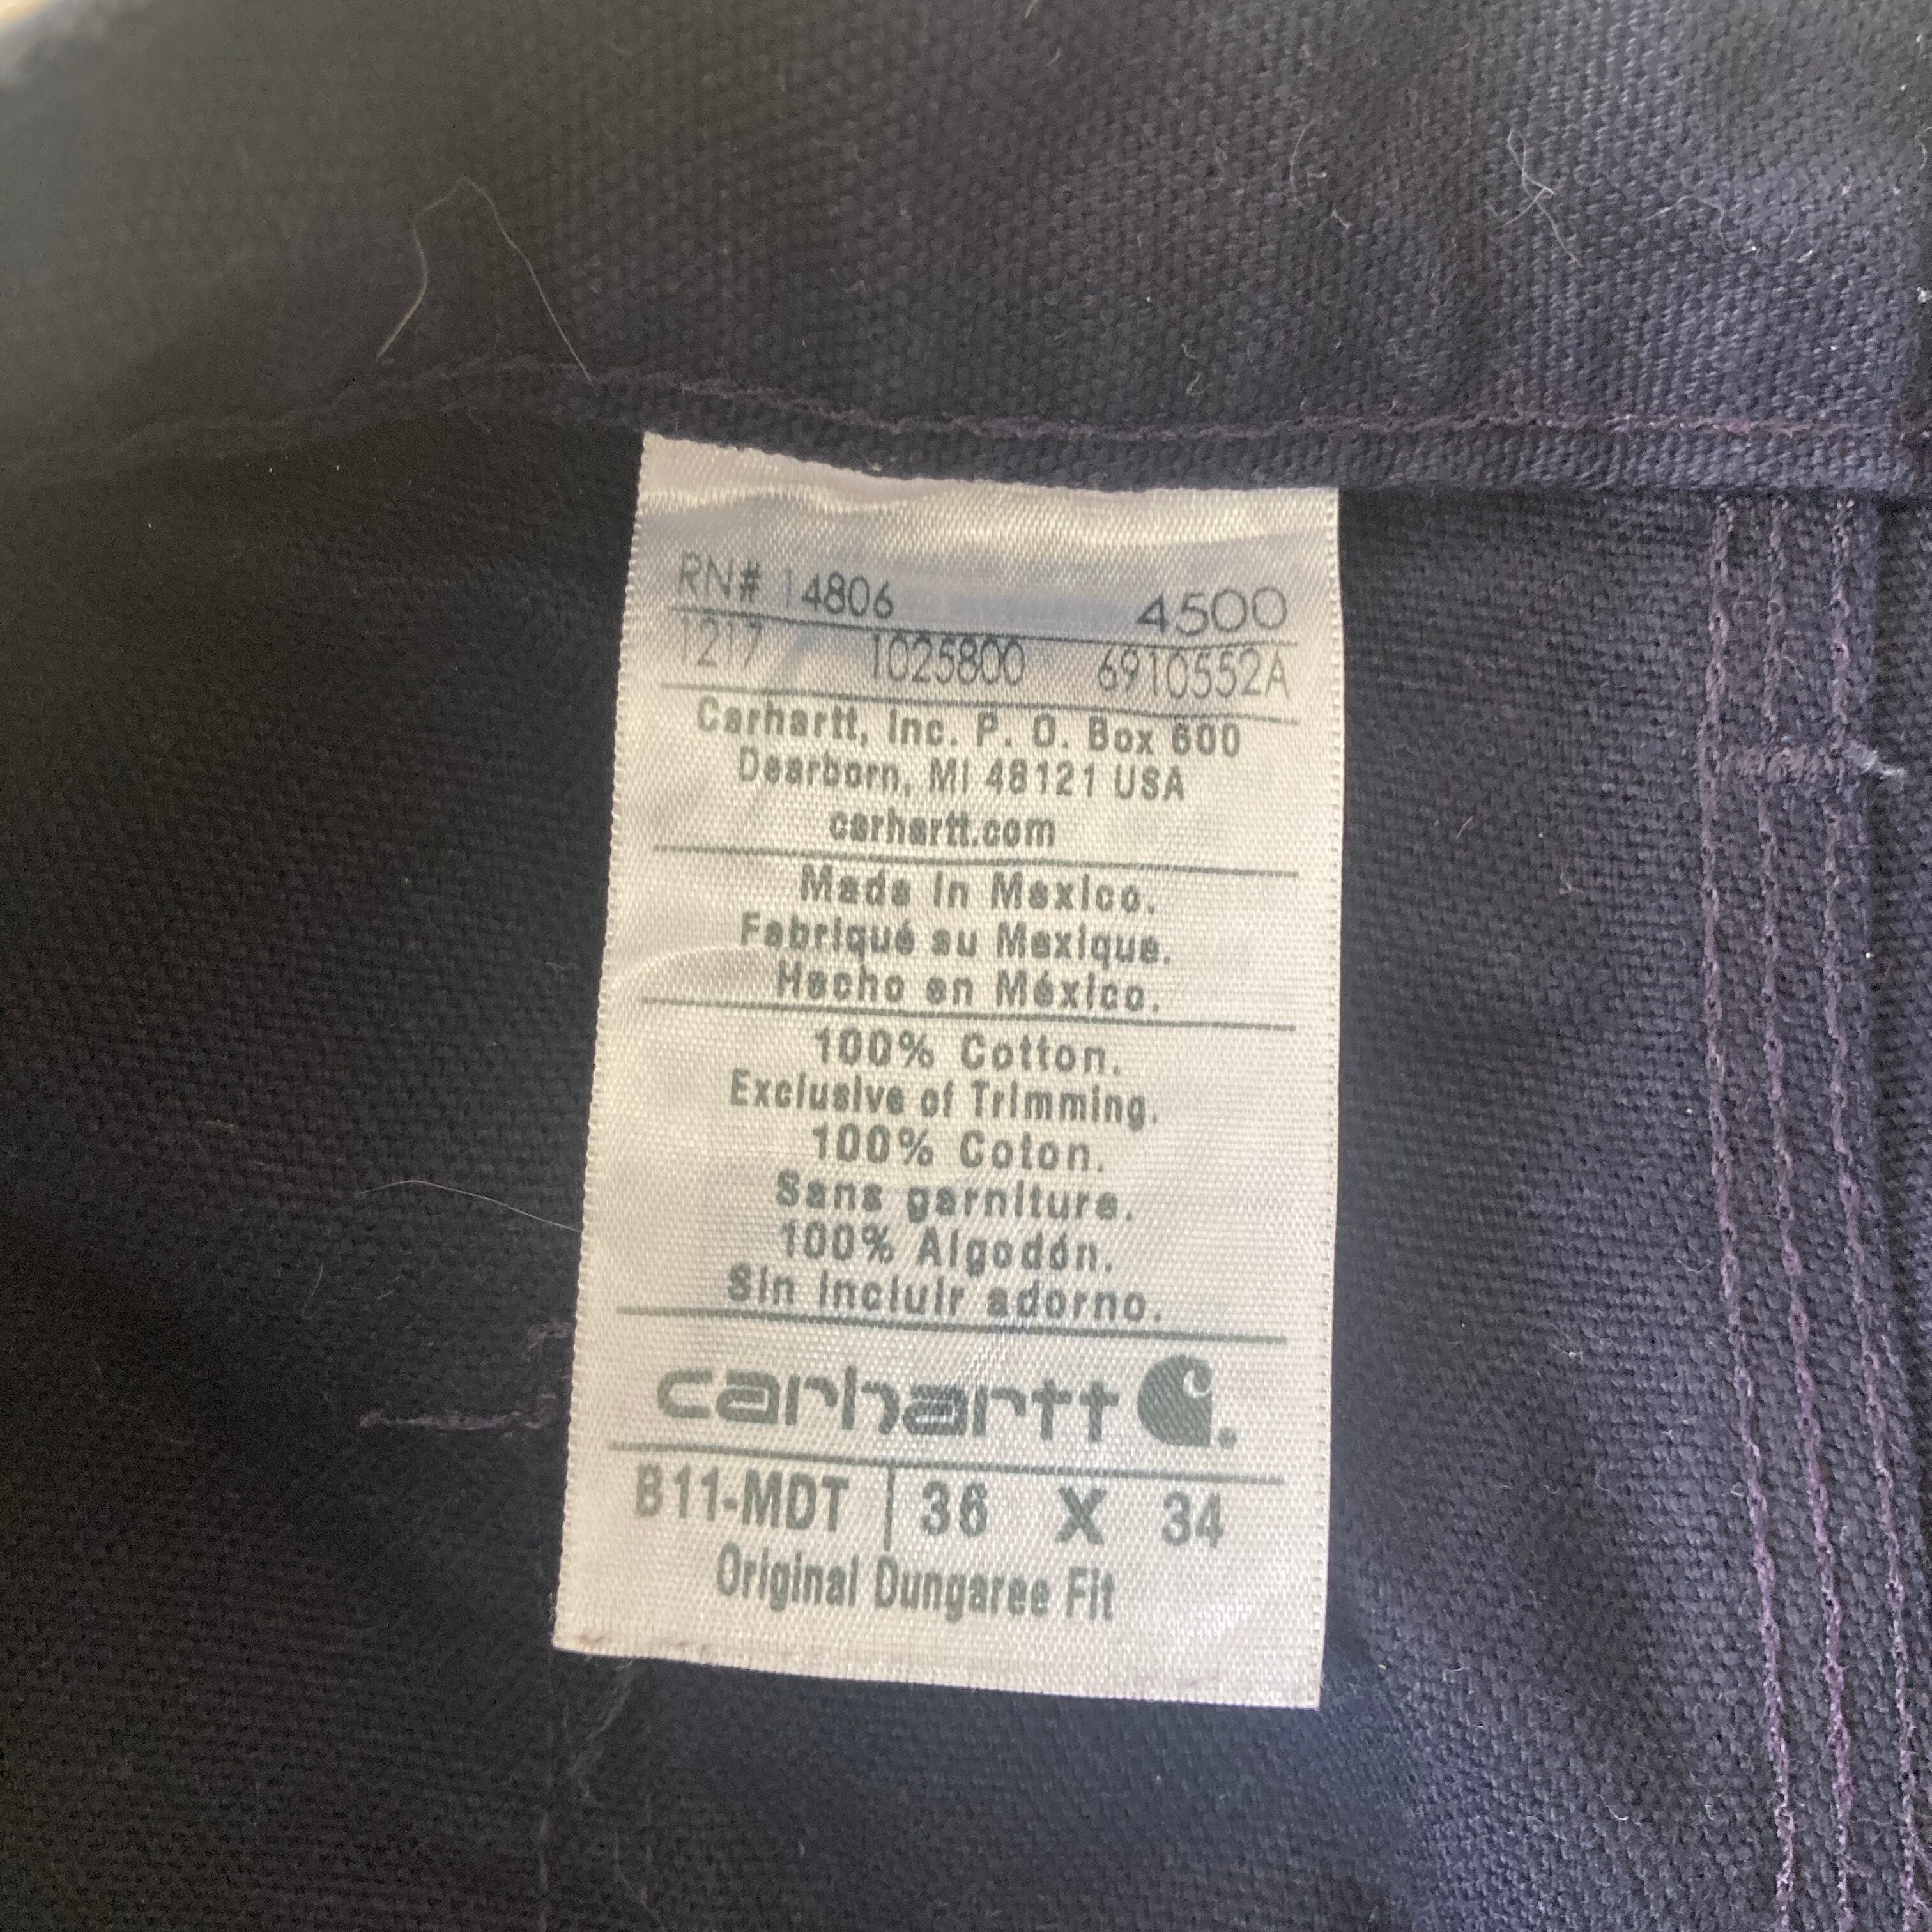 RN# 14806 4500
1217 1025800 6910552A
Carhartt, Inc. P. O. Box 600
Dearborn, MI 48121 USA
carhartt.com
Made in Mexico.
Fabriqué au Mexique.
Hecho en México.
100% Cotton.
Exclusive of Trimming.
100% Coton.
Sans garniture.
100% Algodón.
Sin incluir adorno.
carhartt
B11-MDT | 36 X 34
Original Dungaree Fit